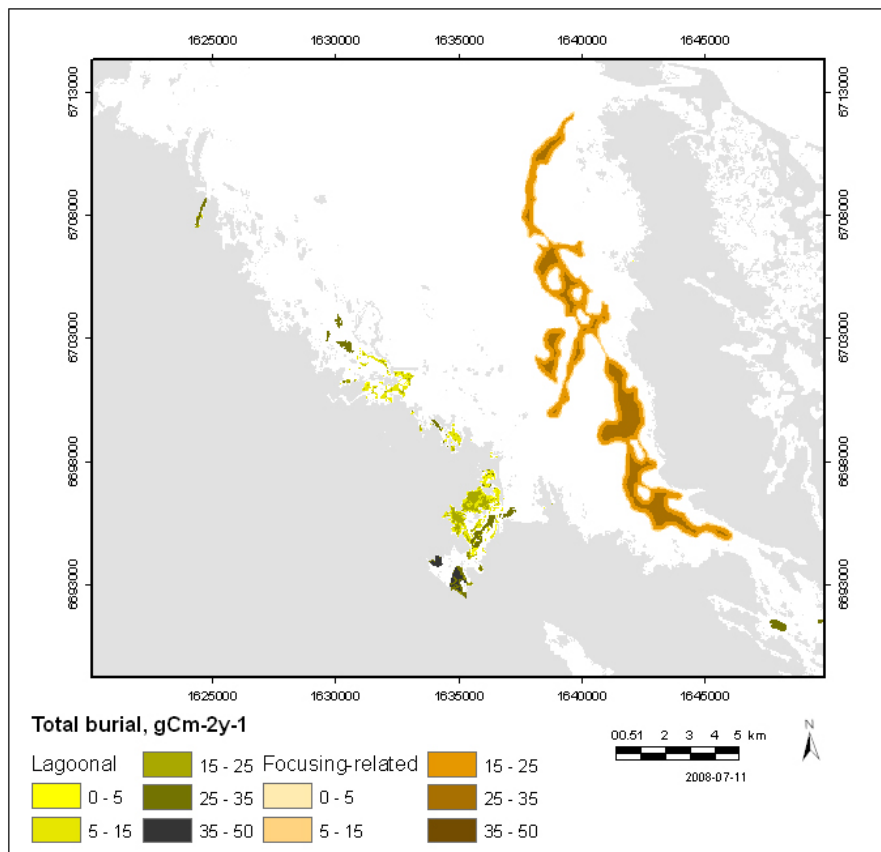 1625000 1630000 1635000 1640000 1645000
6713000 6713000
6708000 6708000
6703000 6703000
6698000 6698000
6693000 6693000
1625000 1630000 1635000 1640000 1645000
Total burial, gCm-2y-1
00.51 2 3 4 5 km
N
2008-07-11
Lagoonal 15 - 25 Focusing-related 15 - 25
0 - 5 25 - 35 0 - 5 25 - 35
5 - 15 35 - 50 5 - 15 35 - 50